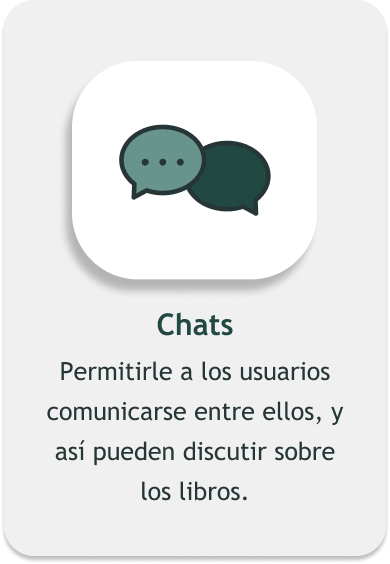 Chats
Permitirle a los usuarios
comunicarse entre ellos, y
así pueden discutir sobre
los libros.